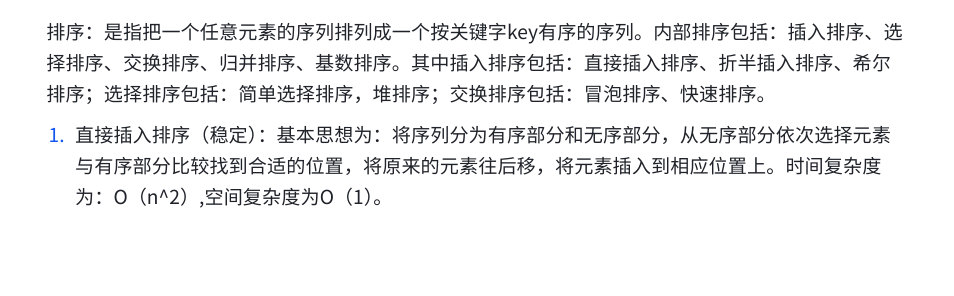 排序：是指把一个任意元素的序列排列成一个按关键字key有序的序列。内部排序包括：插入排序、选
择排序、交换排序、归并排序、基数排序。其中插入排序包括：直接插入排序、折半插入排序、希尔
排序；选择排序包括：简单选择排序，堆排序；交换排序包括：冒泡排序、快速排序。
1. 直接插入排序（稳定）：基本思想为：将序列分为有序部分和无序部分，从无序部分依次选择元素
与有序部分比较找到合适的位置，将原来的元素往后移，将元素插入到相应位置上。时间复杂度
为：O（n^2）,空间复杂度为O（1）。